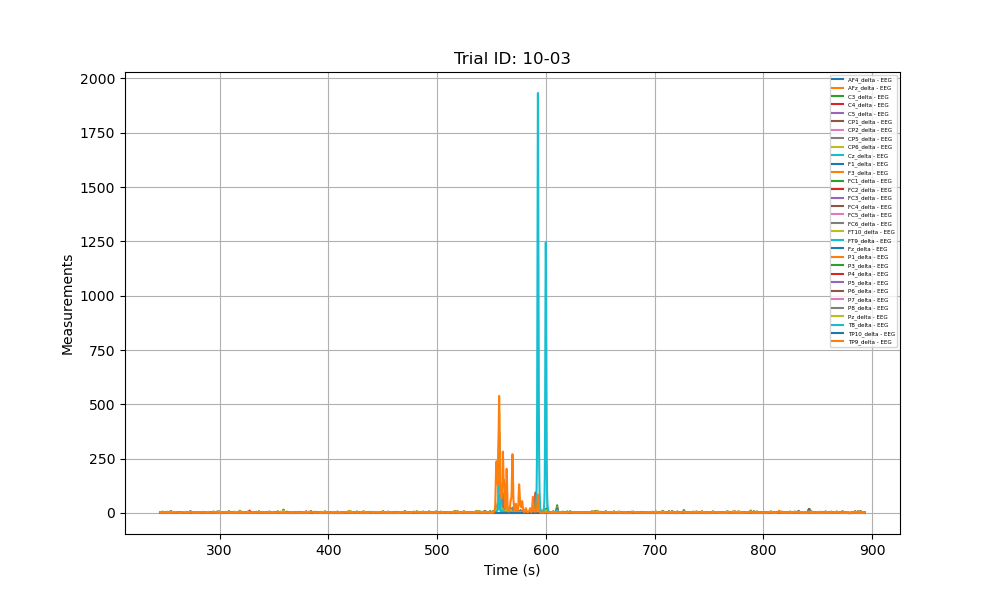 Trial ID: 10-03
2000
1750
1500
1250
1000
750
500
250
0
Measurements
300
400
500
600
700
800
900
Time (s)
AF4_delta - EEG
AFz_delta - EEG
C3_delta - EEG
C4_delta - EEG
C5_delta - EEG
CP1_delta - EEG
CP2_delta - EEG
CP5_delta - EEG
CP6_delta - EEG
Cz_delta - EEG
F1_delta - EEG
F3_delta - EEG
FC1_delta - EEG
FC2_delta - EEG
FC3_delta - EEG
FC4_delta - EEG
FC5_delta - EEG
FC6_delta - EEG
FT10_delta - EEG
FT9_delta - EEG
Fz_delta - EEG
P1_delta - EEG
P3_delta - EEG
P4_delta - EEG
P5_delta - EEG
P6_delta - EEG
P7_delta - EEG
P8_delta - EEG
Pz_delta - EEG
T8_delta - EEG
TP10_delta - EEG
TP9_delta - EEG